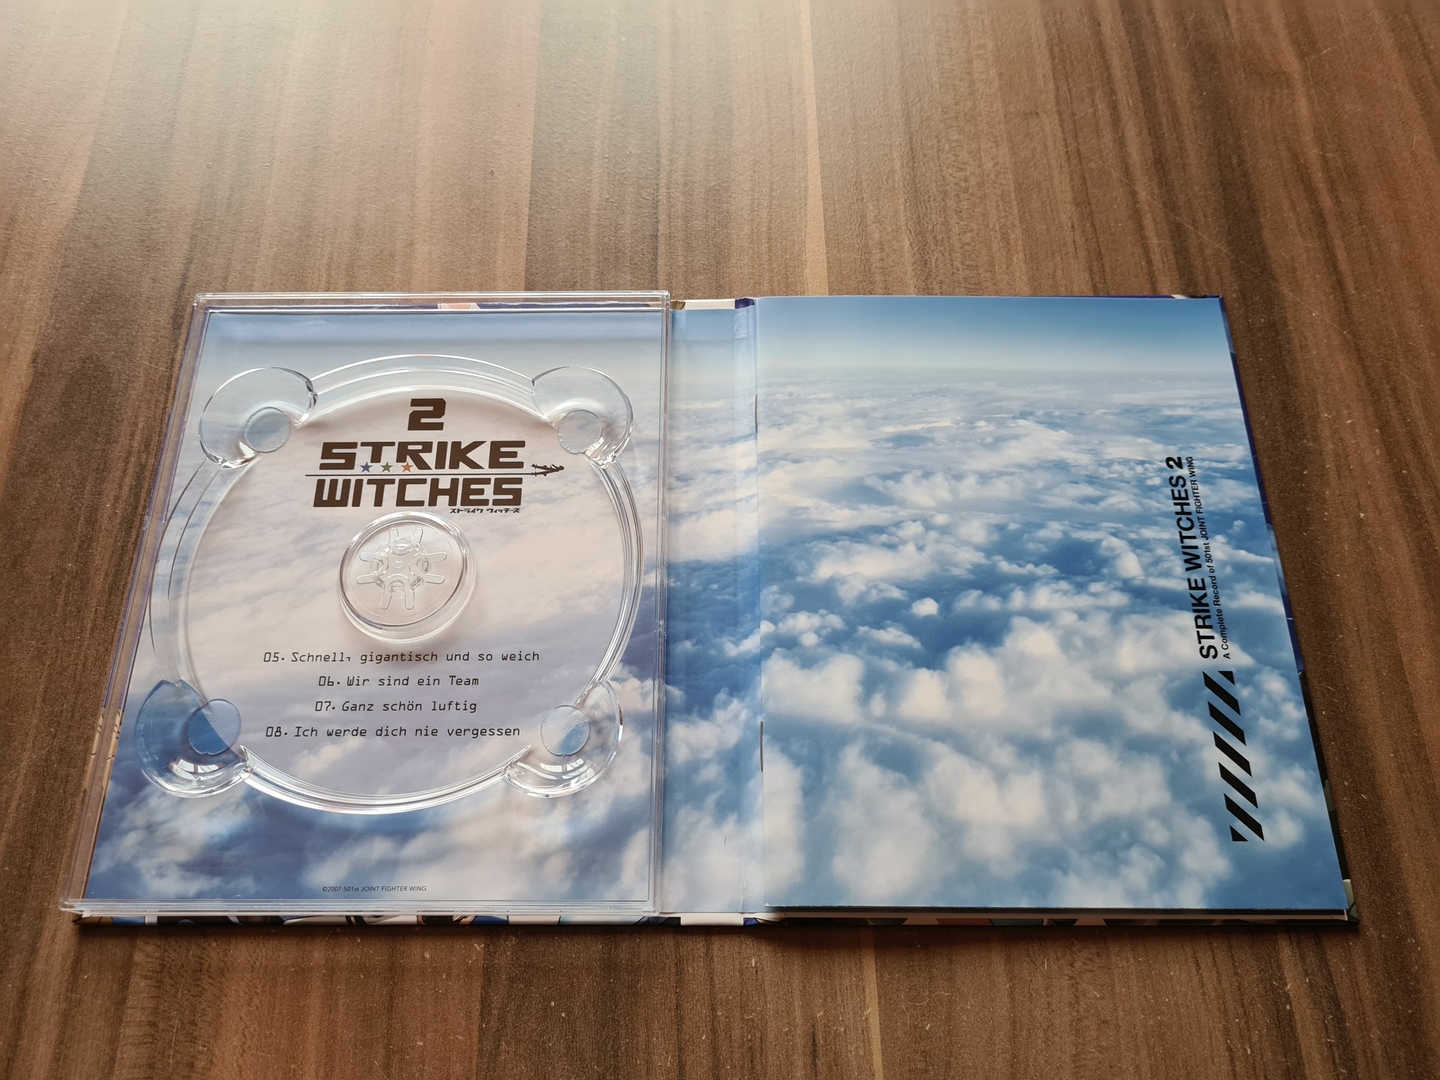 2
STRIKE
WITCHES
ストライク ウィッチーズ
05. Schnell, gigantisch und so weich
06. Wir sind ein Team
07. Ganz schön luftig
08. Ich werde dich nie vergessen
©2007 501st JOINT FIGHTER WING
STRIKE WITCHES 2
A Complete Record of 501st JOINT FIGHTER WING